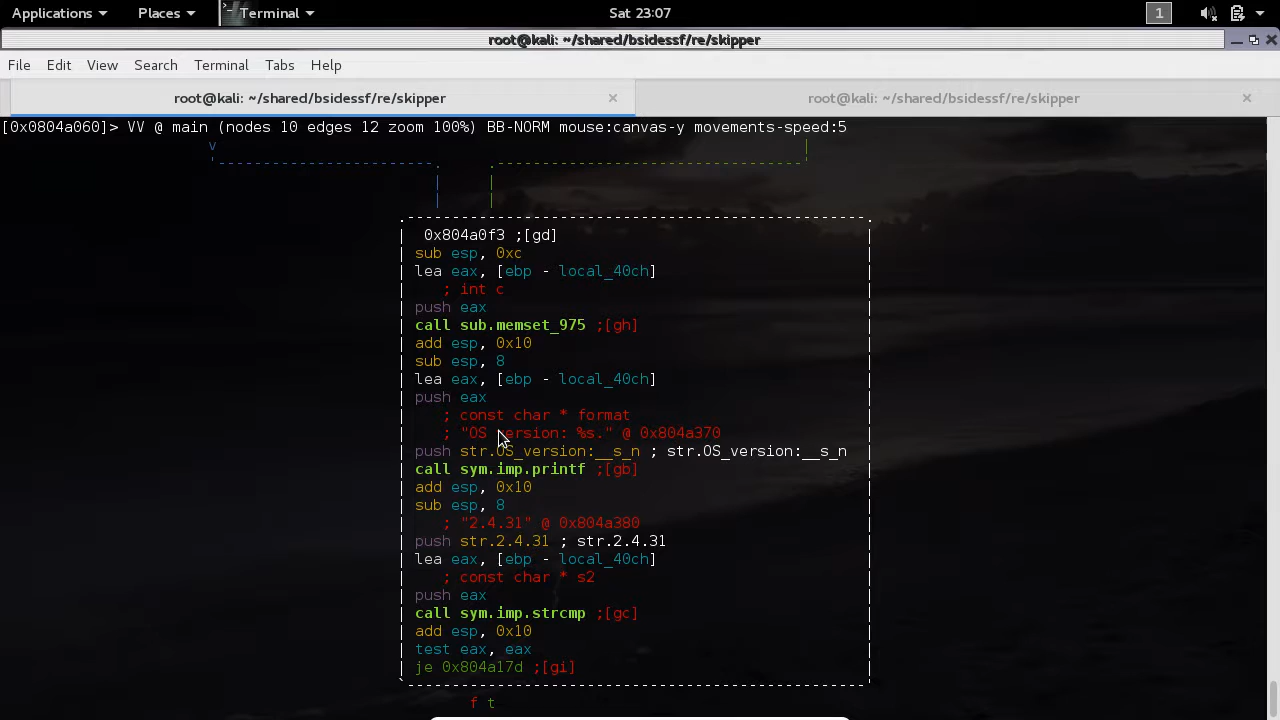 Applications Places Terminal Sat 23:07 1
root@kali: ~/shared/bsidessf/re/skipper
File Edit View Search Terminal Tabs Help
root@kali: ~/shared/bsidessf/re/skipper × root@kali: ~/shared/bsidessf/re/skipper ×
[0x0804a060]> VV @ main (nodes 10 edges 12 zoom 100%) BB-NORM mouse:canvas-y movements-speed:5
v
0x804a0f3 ;[gd]
sub esp, 0xc
lea eax, [ebp - local_40ch]
; int c
push eax
call sub.memset_975 ;[gh]
add esp, 0x10
sub esp, 8
lea eax, [ebp - local_40ch]
push eax
; const char * format
; "OS version: %s." @ 0x804a370
push str.OS_version:__s_n ; str.OS_version:__s_n
call sym.imp.printf ;[gb]
add esp, 0x10
sub esp, 8
; "2.4.31" @ 0x804a380
push str.2.4.31 ; str.2.4.31
lea eax, [ebp - local_40ch]
; const char * s2
push eax
call sym.imp.strcmp ;[gc]
add esp, 0x10
test eax, eax
je 0x804a17d ;[gi]
f t